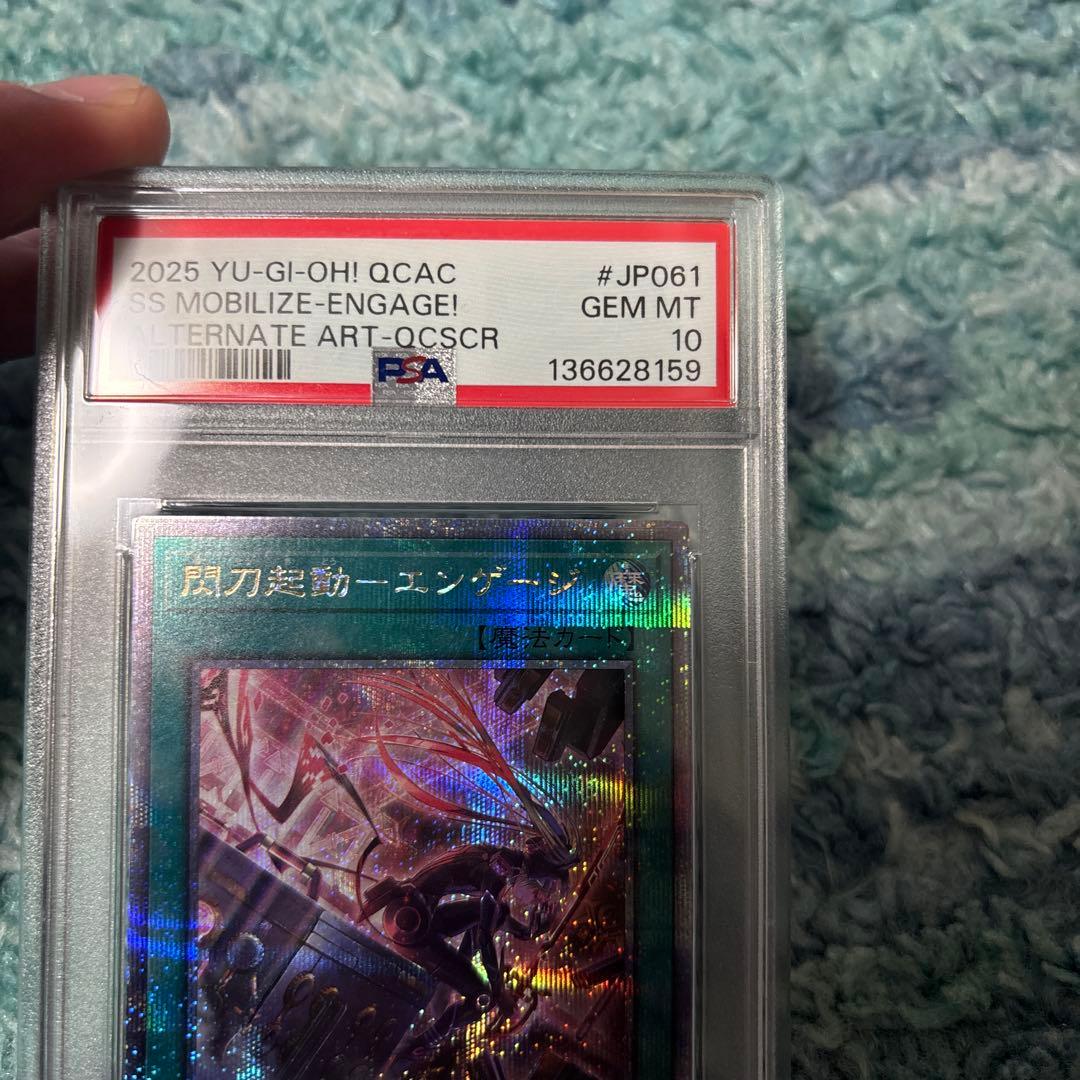 2025 YU-GI-OH! QCAC #JP061
SS MOBILIZE-ENGAGE! GEM MT
ALTERNATE ART-QCSCR 10
PSA 136628159
閃刀起動－エンゲージ 魔
【魔法カード】